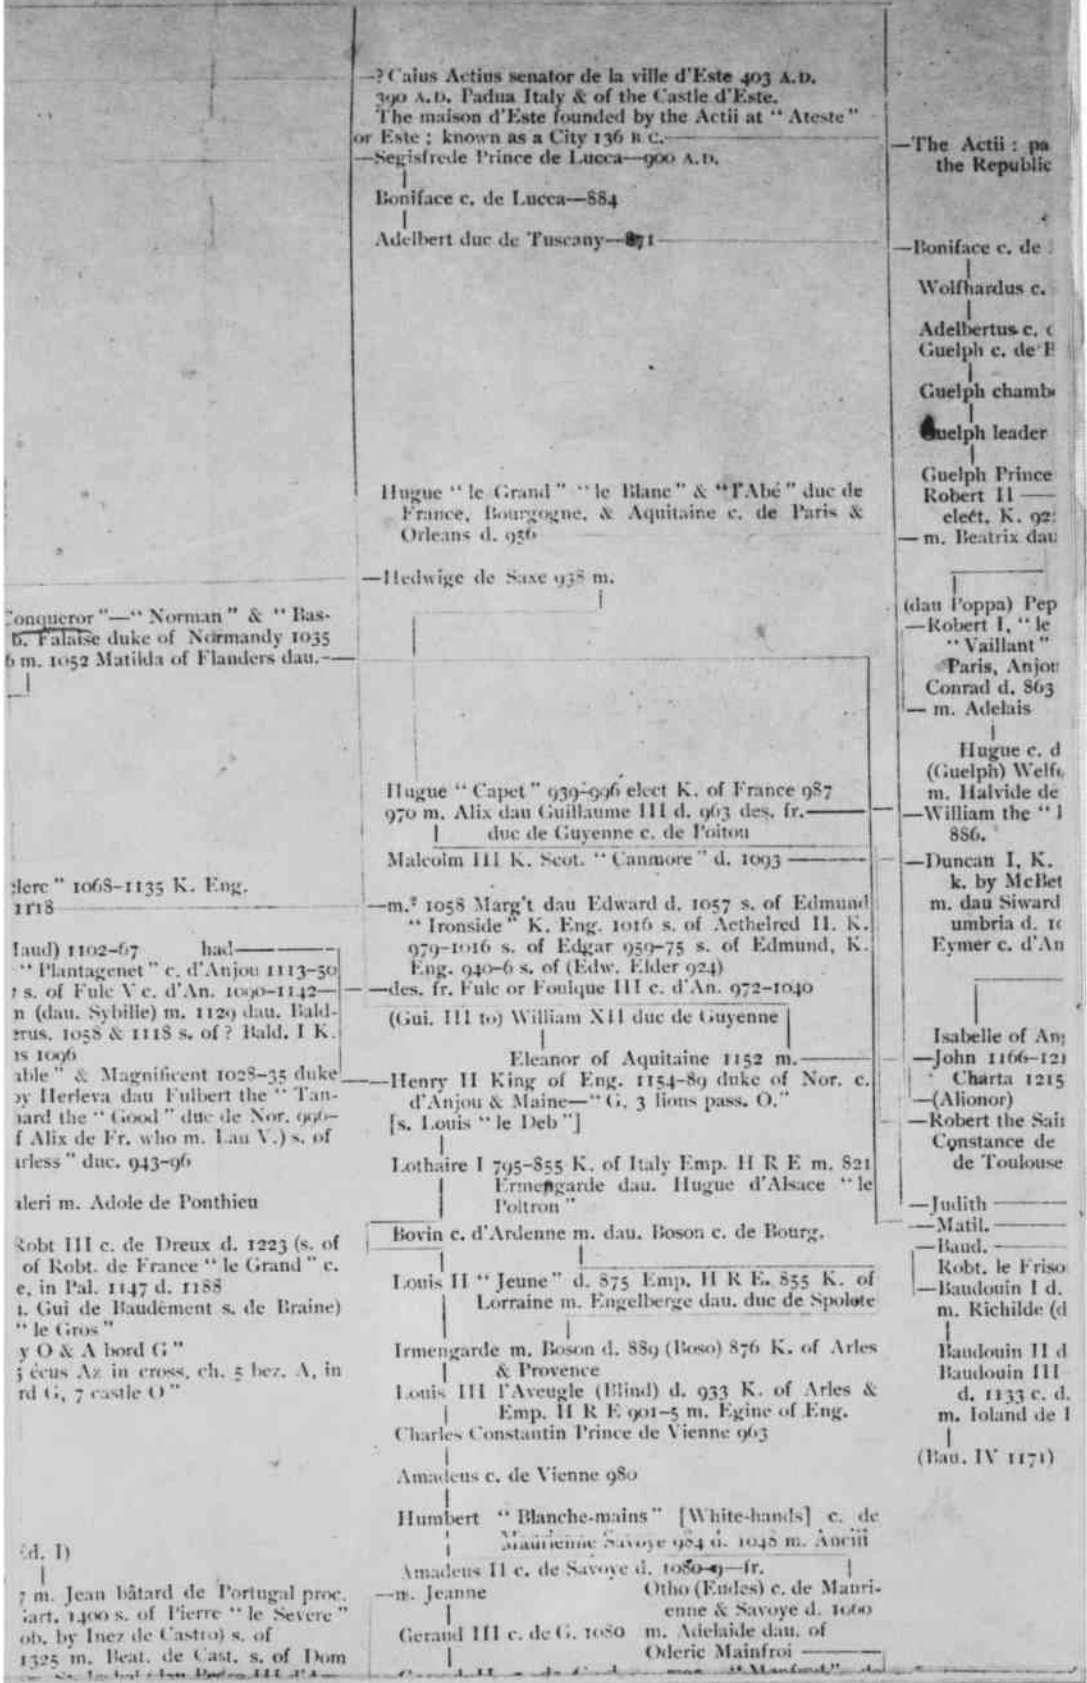 -? Caius Actius senator de la ville d'Este 403 A.D.
390 A.D. Padua Italy & of the Castle d'Este.
The maison d'Este founded by the Actii at "Ateste"
or Este ; known as a City 136 B C.
—Segisfrede Prince de Lucca—900 A.D.
Boniface c. de Lucca—884
Adelbert duc de Tuscany—871
Hugue "le Grand" "le Blanc" & "l'Abé" duc de
France, Bourgogne, & Aquitaine c. de Paris &
Orleans d. 956
—Hedwige de Saxe 938 m.
Hugue "Capet" 939-996 elect K. of France 987
970 m. Alix dau Guillaume III d. 963 des. fr.—
duc de Guyenne c. de Poitou
Malcolm III K. Scot. "Canmore" d. 1093
—m.² 1058 Marg't dau Edward d. 1057 s. of Edmund
"Ironside" K. Eng. 1016 s. of Aethelred II. K.
979-1016 s. of Edgar 959-75 s. of Edmund, K.
Eng. 940-6 s. of (Edw. Elder 924)
—des. fr. Fulc or Foulque III c. d'An. 972-1040
(Gui. III to) William XII duc de Guyenne
Eleanor of Aquitaine 1152 m.
—Henry II King of Eng. 1154-89 duke of Nor. c.
d'Anjou & Maine—"G, 3 lions pass. O."
[s. Louis "le Deb"]
Lothaire I 795-855 K. of Italy Emp. H R E m. 821
Ermengarde dau. Hugue d'Alsace "le
Poltron"
Bovin c. d'Ardenne m. dau. Boson c. de Bourg.
Louis II "Jeune" d. 875 Emp. H R E. 855 K. of
Lorraine m. Engelberge dau. duc de Spolete
Irmengarde m. Boson d. 889 (Boso) 876 K. of Arles
& Provence
Louis III l'Aveugle (Blind) d. 933 K. of Arles &
Emp. H R E 901-5 m. Egine of Eng.
Charles Constantin Prince de Vienne 963
Amadeus c. de Vienne 980
Humbert "Blanche-mains" [White-hands] c. de
Maurienne Savoye 984 d. 1048 m. Ancill
Amadeus II c. de Savoye d. 1080-9—fr.
—m. Jeanne
Gerand III c. de G. 1080
Otho (Eudes) c. de Mauri-
enne & Savoye d. 1060
m. Adelaide dau. of
Oderic Mainfroi
Conqueror"—"Norman" & "Bas-
b. Falaise duke of Normandy 1035
m. 1052 Matilda of Flanders dau.—
clerc" 1068-1135 K. Eng.
1118
Maud) 1102-67 had
"Plantagenet" c. d'Anjou 1113-50
s. of Fulc V c. d'An. 1090-1142—
n (dau. Sybille) m. 1129 dau. Bald-
erus. 1058 & 1118 s. of ? Bald. I K.
is 1096
able" & Magnificent 1028-35 duke
by Herleva dau Fulbert the "Tan-
hard the "Good" duc de Nor. 996-
f Alix de Fr. who m. Lau V.) s. of
arless" duc. 943-96
aleri m. Adole de Ponthieu
Robt III c. de Dreux d. 1223 (s. of
of Robt. de France "le Grand" c.
e, in Pal. 1147 d. 1188
Gui de Baudement s. de Braine)
"le Gros"
y O & A bord G"
5 écus Az in cross, ch. 5 bez. A, in
rd G, 7 castle O"
d. I)
7 m. Jean bâtard de Portugal proc.
1400 s. of Pierre "le Severe"
ob. by Inez de Castro) s. of
1325 m. Beat. de Cast. s. of Dom
—The Actii : pa
the Republic
—Boniface c. de
Wolfhardus c.
Adelbertus c.
Guelph c. de
Guelph chamb
Guelph leader
Guelph Prince
Robert II —
elect. K. 92
—m. Beatrix dau
(dau Poppa) Pep
—Robert I, "le
"Vaillant"
Paris, Anjou
Conrad d. 863
—m. Adelais
Hugue c. d
(Guelph) Welf
m. Halvide de
—William the "
886.
—Duncan I, K.
k. by McBet
m. dau Siward
umbria d.
Eymer c. d'An
Isabelle of An
—John 1166-121
Charta 1215
—(Alionor)
—Robert the Sai
Constance de
de Toulouse
—Judith
—Matil.
—Baud.
Robt. le Friso
—Baudouin I d.
m. Richilde (d
Baudouin II d
Baudouin III
d. 1133 c. d.
m. Ioland de
(Bau. IV 1171)